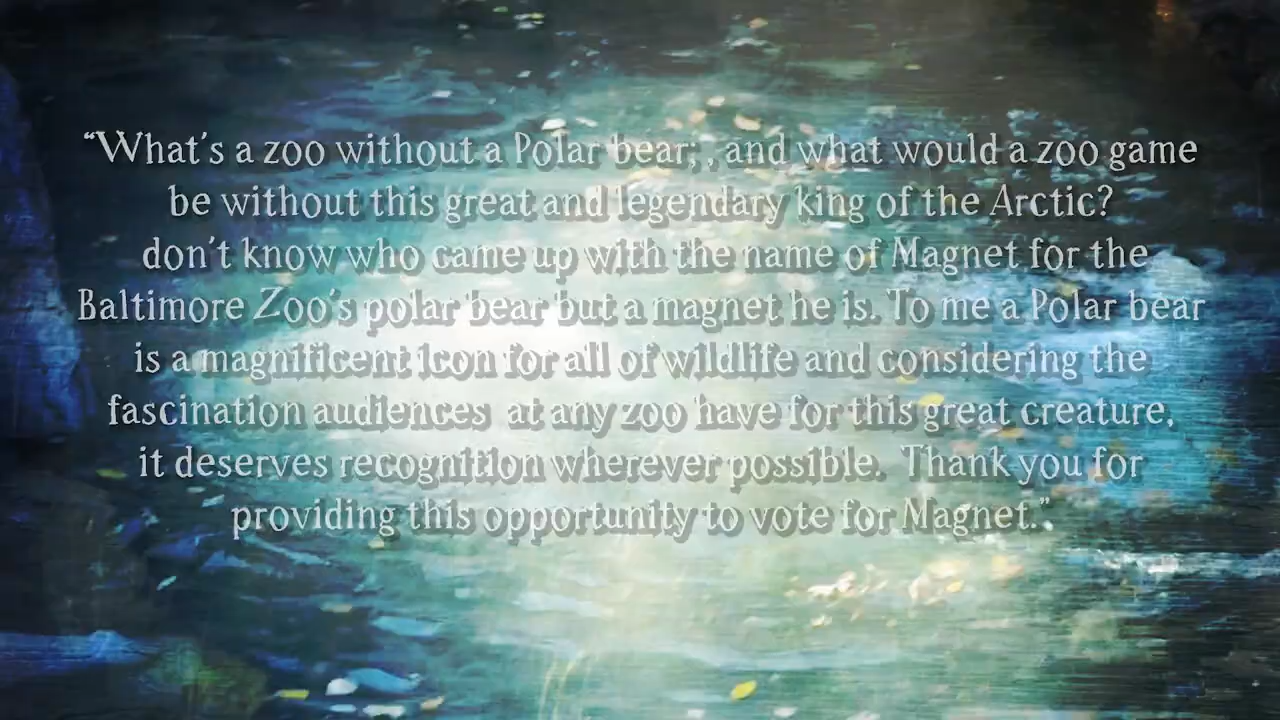 “What's a zoo without a Polar bear; , and what would a zoo game
be without this great and legendary king of the Arctic?
don't know who came up with the name of Magnet for the
Baltimore Zoo's polar bear but a magnet he is. To me a Polar bear
is a magnificent icon for all of wildlife and considering the
fascination audiences  at any zoo have for this great creature,
it deserves recognition wherever possible.  Thank you for
providing this opportunity to vote for Magnet.”